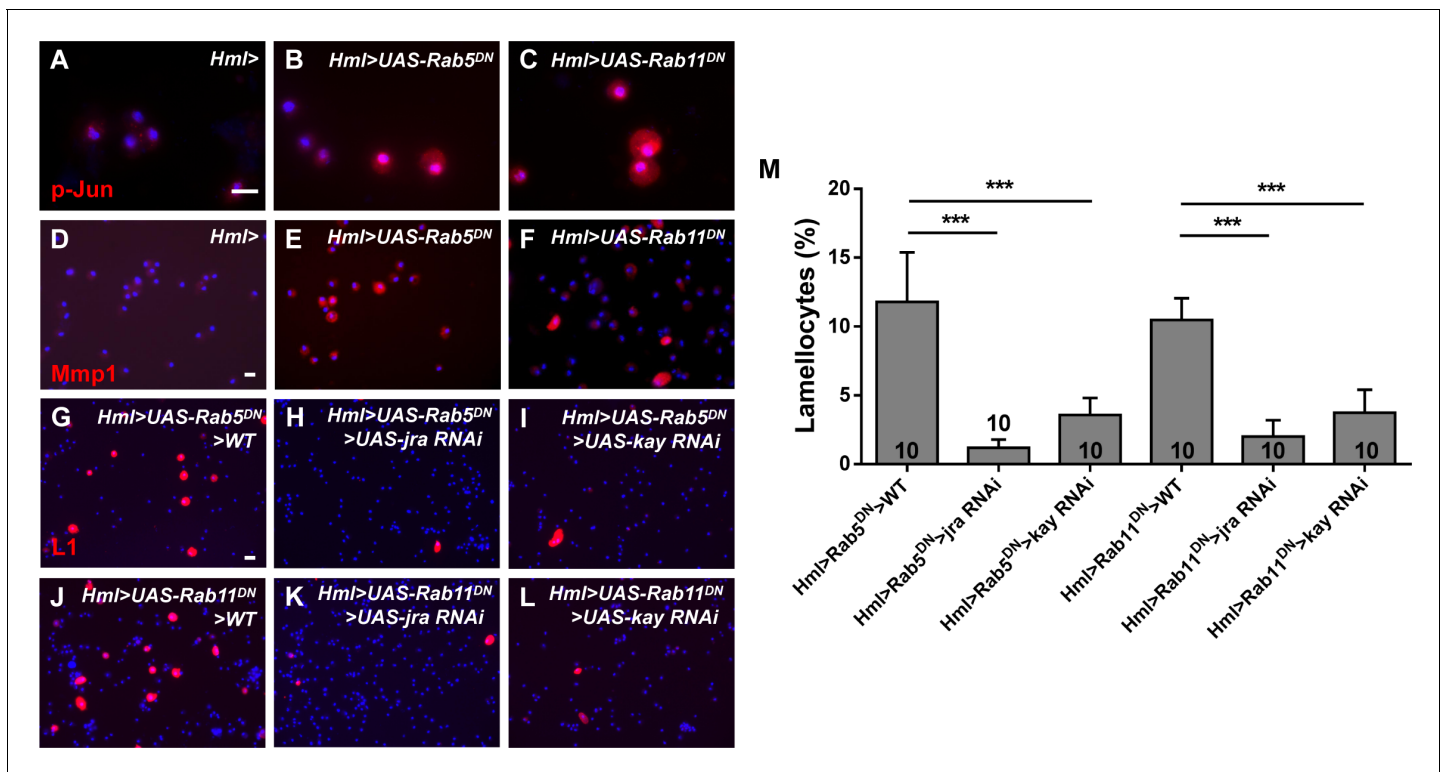 A
Hml>
p-Jun
B
Hml>UAS-Rab5DN
C
Hml>UAS-Rab11DN
D
Hml>
Mmp1
E
Hml>UAS-Rab5DN
F
Hml>UAS-Rab11DN
G
Hml>UAS-Rab5DN
>WT
L1
H
Hml>UAS-Rab5DN
>UAS-jra RNAi
I
Hml>UAS-Rab5DN
>UAS-kay RNAi
J
Hml>UAS-Rab11DN
>WT
K
Hml>UAS-Rab11DN
>UAS-jra RNAi
L
Hml>UAS-Rab11DN
>UAS-kay RNAi
M
Lamellocytes (%)
20
15
10
5
0
***
***
***
***
10
10
10
10
10
10
Hml>Rab5DN>WT
Hml>Rab5DN>jra RNAi
Hml>Rab5DN>kay RNAi
Hml>Rab11DN>WT
Hml>Rab11DN>jra RNAi
Hml>Rab11DN>kay RNAi